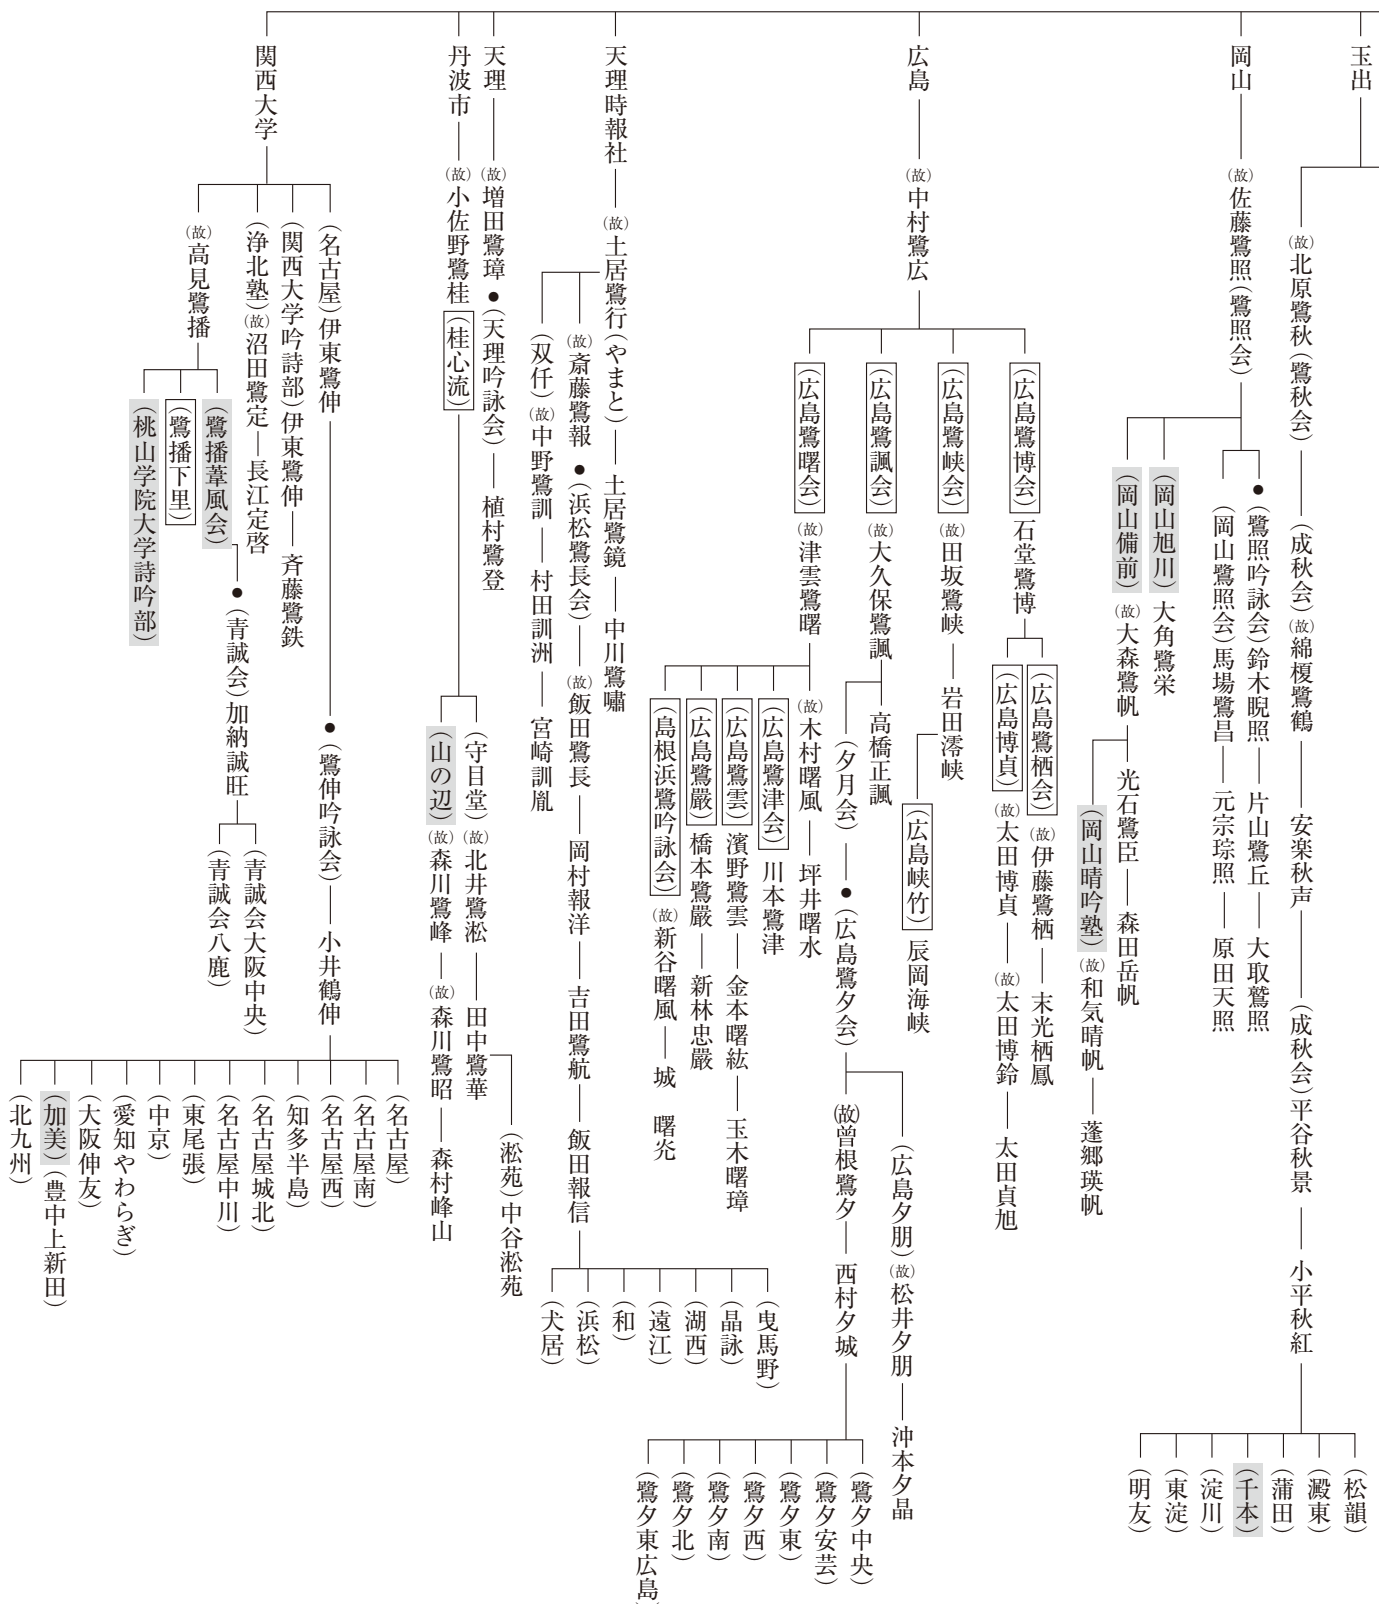 玉出
(故)北原鷺秋(鷺秋会)
(成秋会)(故)綿榎鷺鶴
安楽秋声
(成秋会)平谷秋景
小平秋紅
(松韻)
(澱東)
(蒲田)
(千本)
(淀川)
(東淀)
(明友)
岡山
(故)佐藤鷺照(鷺照会)
●(鷺照吟詠会)鈴木睨照
片山鷺丘
大取鷲照
(岡山鷺照会)馬場鷺昌
元宗琮照
原田天照
(岡山旭川)大角鷺栄
(岡山備前)(故)大森鷺帆
光石鷺臣
森田岳帆
(岡山晴吟塾)(故)和気晴帆
蓬郷瑛帆
広島
(故)中村鷺広
(広島鷺博会)石堂鷺博
(広島鷺栖会)(故)伊藤鷺栖
末光栖鳳
(広島博貞)(故)太田博貞
(故)太田博鈴
太田貞旭
(広島鷺峡会)(故)田坂鷺峡
岩田澪峡
(広島峡竹)辰岡海峡
(広島鷺諷会)(故)大久保鷺諷
高橋正諷
(夕月会)
●(広島鷺夕会)
(広島夕朋)(故)松井夕朋
沖本夕晶
(故)曽根鷺夕
西村夕城
(鷺夕中央)
(鷺夕安芸)
(鷺夕東)
(鷺夕西)
(鷺夕南)
(鷺夕北)
(鷺夕東広島)
(広島鷺曙会)(故)津雲鷺曙
(故)木村曙風
坪井曙水
(広島鷺津会)川本鷺津
(広島鷺雲)濱野鷺雲
金本曙紘
玉木曙璋
(広島鷺厳)橋本鷺厳
新林忠厳
(島根浜鷺吟詠会)(故)新谷曙風
城 曙灮
天理時報社
(故)土居鷺行(やまと)
土居鷺鏡
中川鷺嘯
(故)斎藤鷺報
●(浜松鷺長会)
(故)飯田鷺長
岡村報洋
吉田鷺航
飯田報信
(曳馬野)
(晶詠)
(湖西)
(遠江)
(和)
(浜松)
(犬居)
(双仟)(故)中野鷺訓
村田訓洲
宮崎訓胤
天理
(故)増田鷺璋
●(天理吟詠会)
植村鷺登
丹波市
(故)小佐野鷺桂(桂心流)
(守目堂)(故)北井鷺淞
田中鷺華
(淞苑)中谷淞苑
(山の辺)(故)森川鷺峰
(故)森川鷺昭
森村峰山
関西大学
(名古屋)伊東鷺伸
●(鷺伸吟詠会)
小井鶴伸
(名古屋)
(名古屋南)
(名古屋西)
(知多半島)
(名古屋城北)
(名古屋中川)
(東尾張)
(中京)
(愛知やわらぎ)
(大阪伸友)
(加美)(豊中上新田)
(北九州)
(関西大学吟詩部)伊東鷺伸
斉藤鷺鉄
(浄北塾)(故)沼田鷺定
長江定啓
(故)高見鷺播
(鷺播葦風会)
●(青誠会)加納誠旺
(青誠会大阪中央)
(青誠会八鹿)
(鷺播下里)
(桃山学院大学詩吟部)